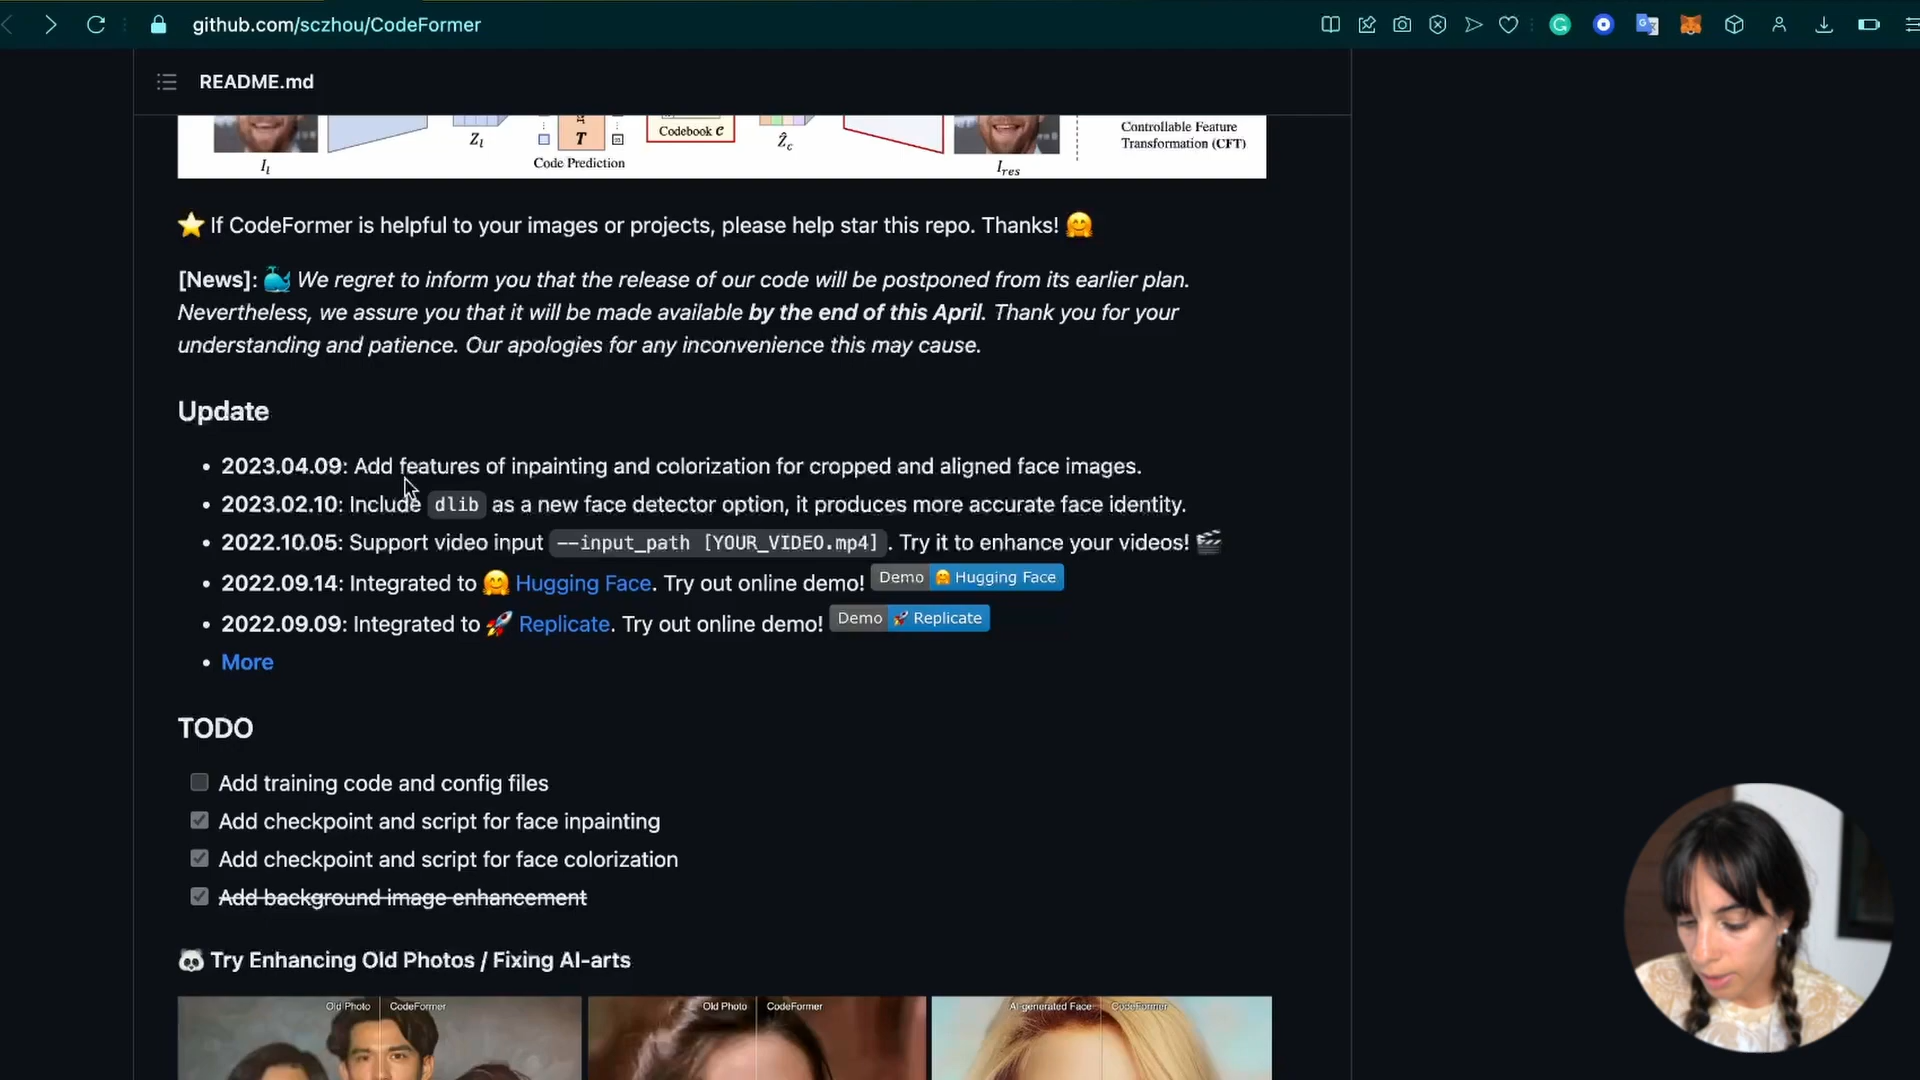 github.com/sczhou/CodeFormer
README.md
Z_l
T
Codebook C
Ẑ_c
Code Prediction
Controllable Feature
Transformation (CFT)
I_l
I_res
⭐ If CodeFormer is helpful to your images or projects, please help star this repo. Thanks! 🤗
[News]: 🐳 We regret to inform you that the release of our code will be postponed from its earlier plan.
Nevertheless, we assure you that it will be made available by the end of this April. Thank you for your
understanding and patience. Our apologies for any inconvenience this may cause.
Update
• 2023.04.09: Add features of inpainting and colorization for cropped and aligned face images.
• 2023.02.10: Include dlib as a new face detector option, it produces more accurate face identity.
• 2022.10.05: Support video input --input_path [YOUR_VIDEO.mp4]. Try it to enhance your videos! 🎬
• 2022.09.14: Integrated to 🤗 Hugging Face. Try out online demo! Demo 🤗 Hugging Face
• 2022.09.09: Integrated to 🚀 Replicate. Try out online demo! Demo 🚀 Replicate
• More
TODO
Add training code and config files
Add checkpoint and script for face inpainting
Add checkpoint and script for face colorization
Add background image enhancement
🐼 Try Enhancing Old Photos / Fixing AI-arts
Old Photo CodeFormer
Old Photo CodeFormer
AI-generated Face CodeFormer